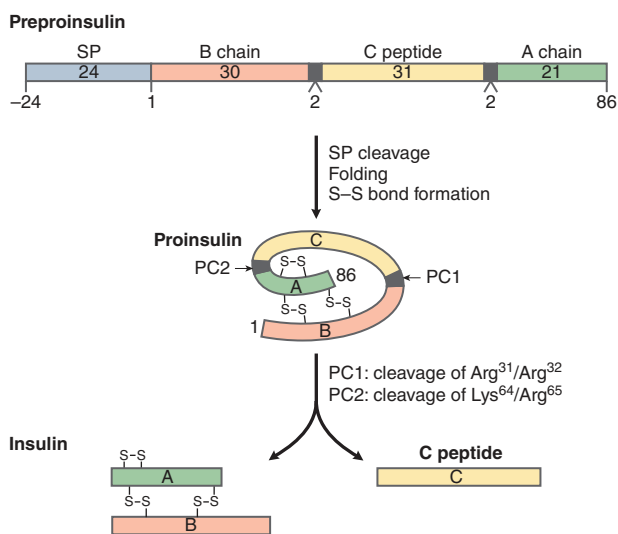 Preproinsulin
SP B chain C peptide A chain
24 30 31 21
–24 1 2 2 86
SP cleavage
Folding
S–S bond formation
Proinsulin
C
S-S
PC2
A
86
PC1
S-S
S-S
1
B
PC1: cleavage of Arg³¹/Arg³²
PC2: cleavage of Lys⁶⁴/Arg⁶⁵
Insulin
C peptide
S-S
A
C
S-S S-S
B